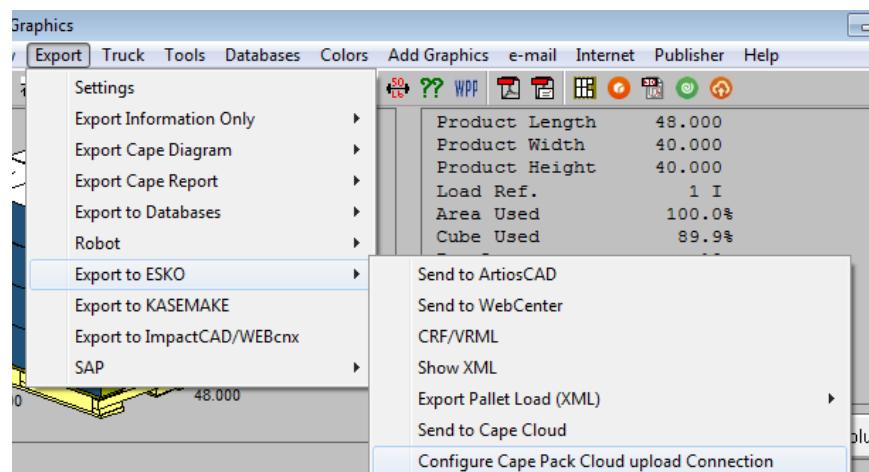 Graphics
Export Truck Tools Databases Colors Add Graphics e-mail Internet Publisher Help
50
LB ?? WPP
Settings
Export Information Only
Export Cape Diagram
Export Cape Report
Export to Databases
Robot
Export to ESKO
Export to KASEMAKE
Export to ImpactCAD/WEBcnx
SAP
Product Length 48.000
Product Width 40.000
Product Height 40.000
Load Ref. 1 I
Area Used 100.0%
Cube Used 89.9%
Send to ArtiosCAD
Send to WebCenter
CRF/VRML
Show XML
Export Pallet Load (XML)
Send to Cape Cloud
Configure Cape Pack Cloud upload Connection
48.000